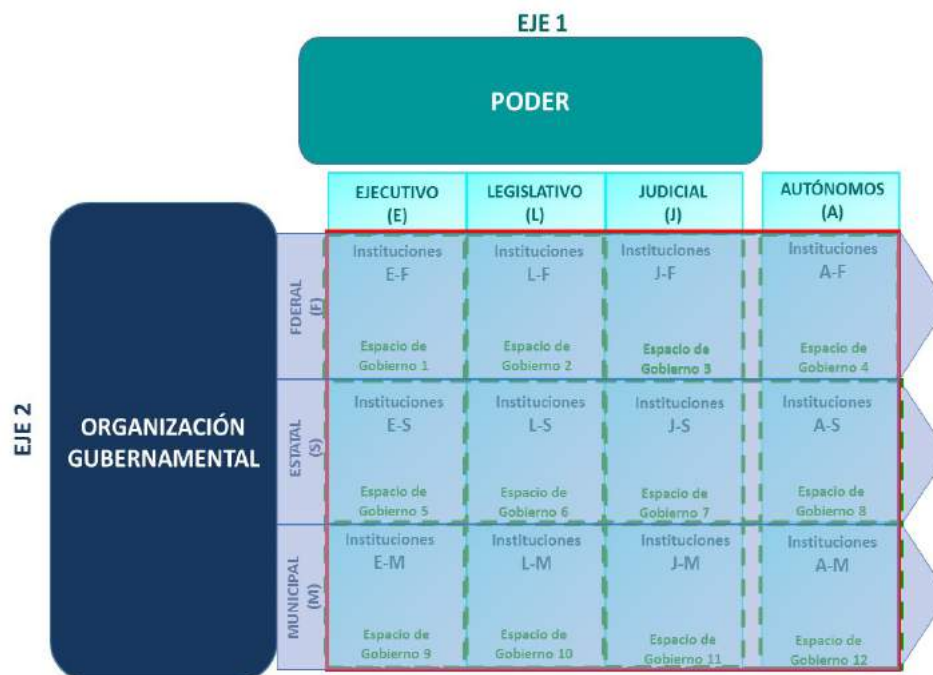 EJE 1
PODER
EJECUTIVO
(E)
LEGISLATIVO
(L)
JUDICIAL
(J)
AUTÓNOMOS
(A)
EJE 2
ORGANIZACIÓN
GUBERNAMENTAL
FDERAL
(F)
Instituciones
E-F
Espacio de
Gobierno 1
Instituciones
L-F
Espacio de
Gobierno 2
Instituciones
J-F
Espacio de
Gobierno 3
Instituciones
A-F
Espacio de
Gobierno 4
ESTATAL
(S)
Instituciones
E-S
Espacio de
Gobierno 5
Instituciones
L-S
Espacio de
Gobierno 6
Instituciones
J-S
Espacio de
Gobierno 7
Instituciones
A-S
Espacio de
Gobierno 8
MUNICIPAL
(M)
Instituciones
E-M
Espacio de
Gobierno 9
Instituciones
L-M
Espacio de
Gobierno 10
Instituciones
J-M
Espacio de
Gobierno 11
Instituciones
A-M
Espacio de
Gobierno 12